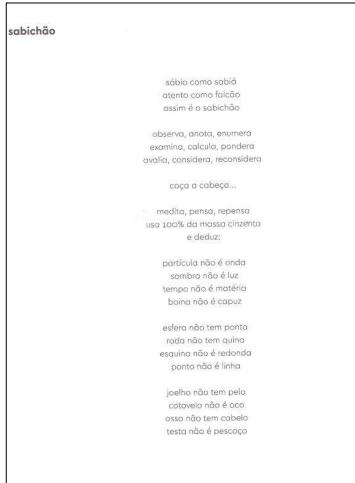 sabichão
sábio como sabiá
atento como falcão
assim é o sabichão
observa, anota, enumera
examina, calcula, pondera
avalia, considera, reconsidera
coça a cabeça...
medita, pensa, repensa
usa 100% da massa cinzenta
e deduz:
partícula não é onda
sombra não é luz
tempo não é matéria
boina não é capuz
esfera não tem ponta
roda não tem quina
esquina não é redonda
ponto não é linha
joelho não tem pelo
cotovelo não é oco
osso não tem cabelo
testa não é pescoço